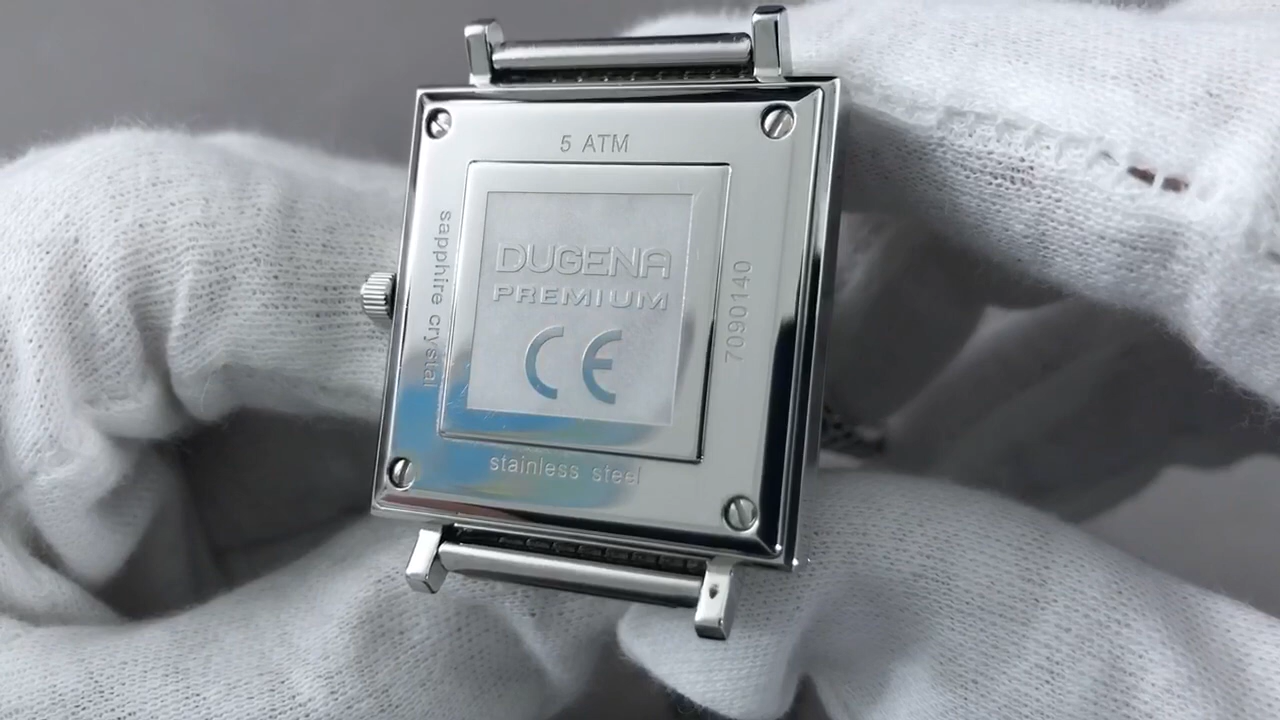 5 ATM
sapphire crystal
DUGENA
PREMIUM
CE
7090140
stainless steel